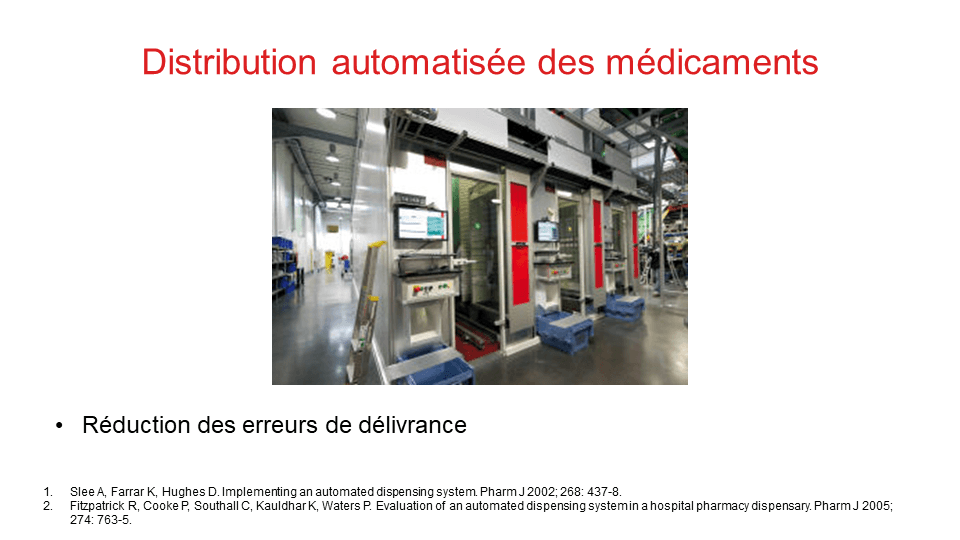 Distribution automatisée des médicaments
• Réduction des erreurs de délivrance
1. Slee A, Farrar K, Hughes D. Implementing an automated dispensing system. Pharm J 2002; 268: 437-8.
2. Fitzpatrick R, Cooke P, Southall C, Kauldhar K, Waters P. Evaluation of an automated dispensing system in a hospital pharmacy dispensary. Pharm J 2005;
274: 763-5.